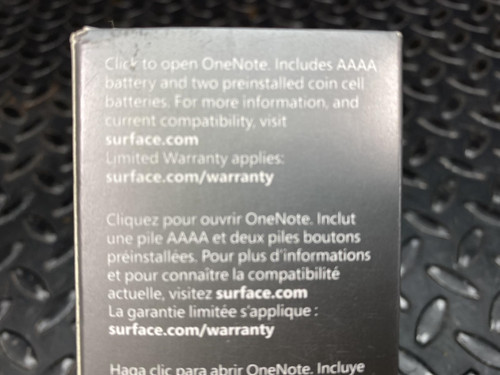 Click to open OneNote. Includes AAAA
battery and two preinstalled coin cell
batteries. For more information, and
current compatibility, visit
surface.com
Limited Warranty applies:
surface.com/warranty
Cliquez pour ouvrir OneNote. Inclut
une pile AAAA et deux piles boutons
préinstallées. Pour plus d'informations
et pour connaître la compatibilité
actuelle, visitez surface.com
La garantie limitée s'applique :
surface.com/warranty
Haga clic para abrir OneNote. Incluye